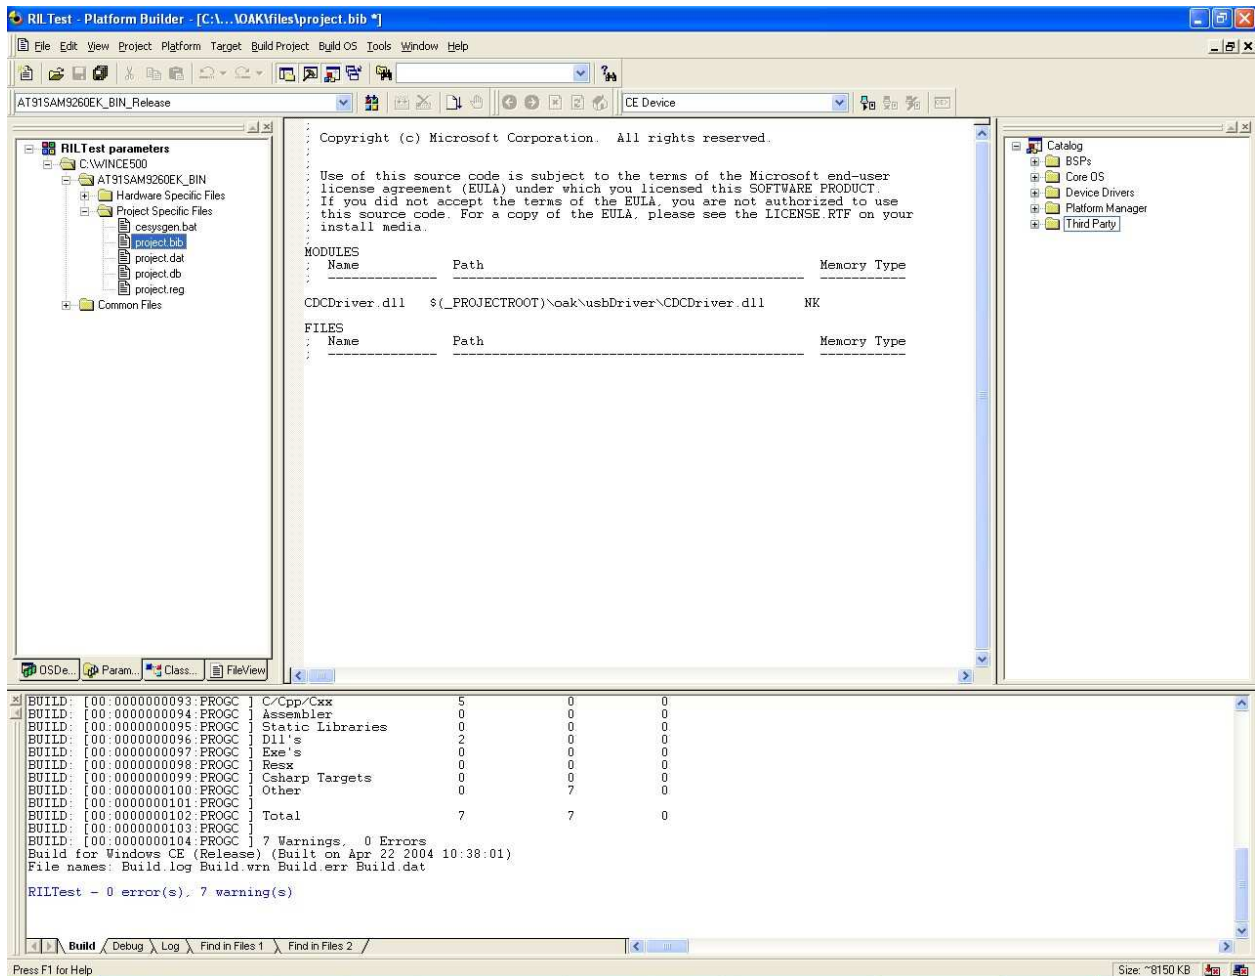 RILTest - Platform Builder - [C:\...\OAK\files\project.bib *]
File Edit View Project Platform Target Build Project Build OS Tools Window Help
AT91SAM9260EK_BIN_Release
CE Device
RILTest parameters
C:\WINCE500
AT91SAM9260EK_BIN
Hardware Specific Files
Project Specific Files
cesysgen.bat
project.bib
project.dat
project.db
project.reg
Common Files
OSDe...
Param...
Class...
FileView
;
; Copyright (c) Microsoft Corporation.  All rights reserved.
;
;
; Use of this source code is subject to the terms of the Microsoft end-user
; license agreement (EULA) under which you licensed this SOFTWARE PRODUCT.
; If you did not accept the terms of the EULA, you are not authorized to use
; this source code. For a copy of the EULA, please see the LICENSE.RTF on your
; install media.
;
MODULES
;  Name            Path                                           Memory Type
;  --------------  ---------------------------------------------  -----------
CDCDriver.dll   $(_PROJECTROOT)\oak\usbDriver\CDCDriver.dll     NK
FILES
;  Name            Path                                           Memory Type
;  --------------  ---------------------------------------------  -----------
Catalog
BSPs
Core OS
Device Drivers
Platform Manager
Third Party
BUILD: [00:0000000093:PROGC ] C/Cpp/Cxx 5 0 0
BUILD: [00:0000000094:PROGC ] Assembler 0 0 0
BUILD: [00:0000000095:PROGC ] Static Libraries 0 0 0
BUILD: [00:0000000096:PROGC ] Dll's 2 0 0
BUILD: [00:0000000097:PROGC ] Exe's 0 0 0
BUILD: [00:0000000098:PROGC ] Resx 0 0 0
BUILD: [00:0000000099:PROGC ] Csharp Targets 0 0 0
BUILD: [00:0000000100:PROGC ] Other 0 7 0
BUILD: [00:0000000101:PROGC ]
BUILD: [00:0000000102:PROGC ] Total 7 7 0
BUILD: [00:0000000103:PROGC ]
BUILD: [00:0000000104:PROGC ] 7 Warnings,  0 Errors
Build for Windows CE (Release) (Built on Apr 22 2004 10:38:01)
File names: Build.log Build.wrn Build.err Build.dat
RILTest - 0 error(s), 7 warning(s)
Build Debug Log Find in Files 1 Find in Files 2
Press F1 for Help
Size: ~8150 KB